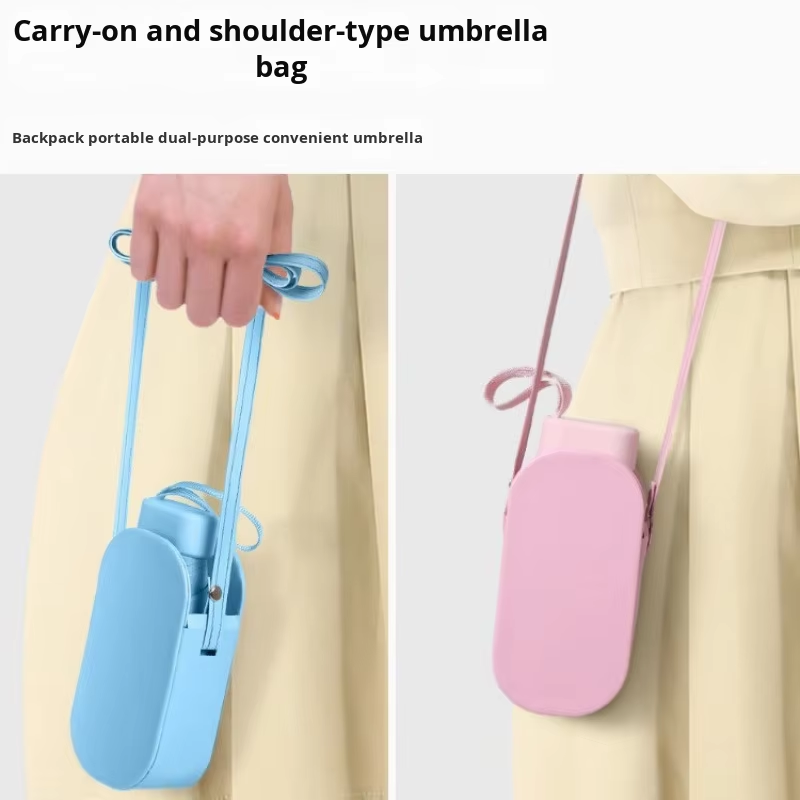 Carry-on and shoulder-type umbrella
bag
Backpack portable dual-purpose convenient umbrella